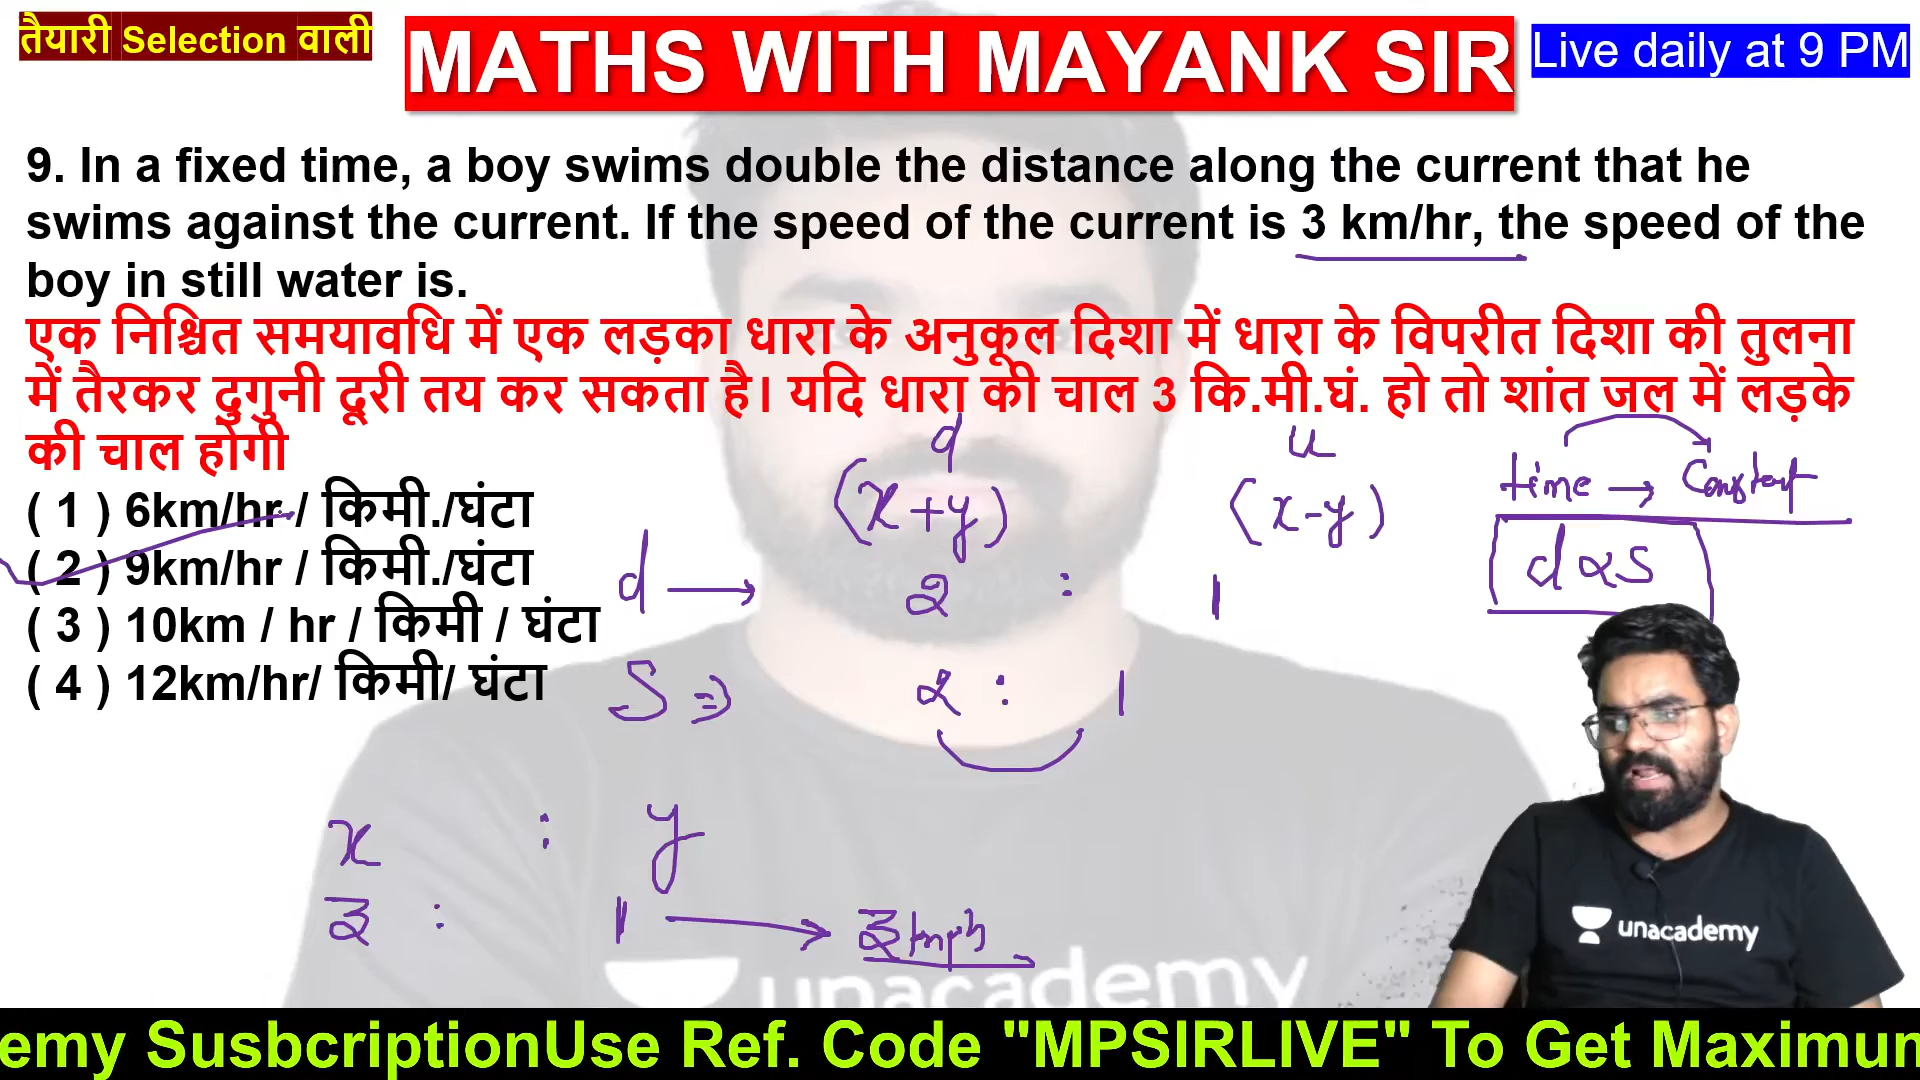 तैयारी Selection वाली
MATHS WITH MAYANK SIR
Live daily at 9 PM
9. In a fixed time, a boy swims double the distance along the current that he
swims against the current. If the speed of the current is 3 km/hr, the speed of the
boy in still water is.
एक निश्चित समयावधि में एक लड़का धारा के अनुकूल दिशा में धारा के विपरीत दिशा की तुलना
में तैरकर दुगुनी दूरी तय कर सकता है। यदि धारा की चाल 3 कि.मी.घं. हो तो शांत जल में लड़के
की चाल होगी
( 1 ) 6km/hr / किमी./घंटा
( 2 ) 9km/hr / किमी./घंटा
( 3 ) 10km / hr / किमी / घंटा
( 4 ) 12km/hr/ किमी/ घंटा
d u
(x+y) (x-y)
time → Constant
d ∝ S
d → 2 : 1
S ⇒ 2 : 1
x : y
3 : 1 → 3kmph
unacademy
unacademy
emy SusbcriptionUse Ref. Code "MPSIRLIVE" To Get Maximum